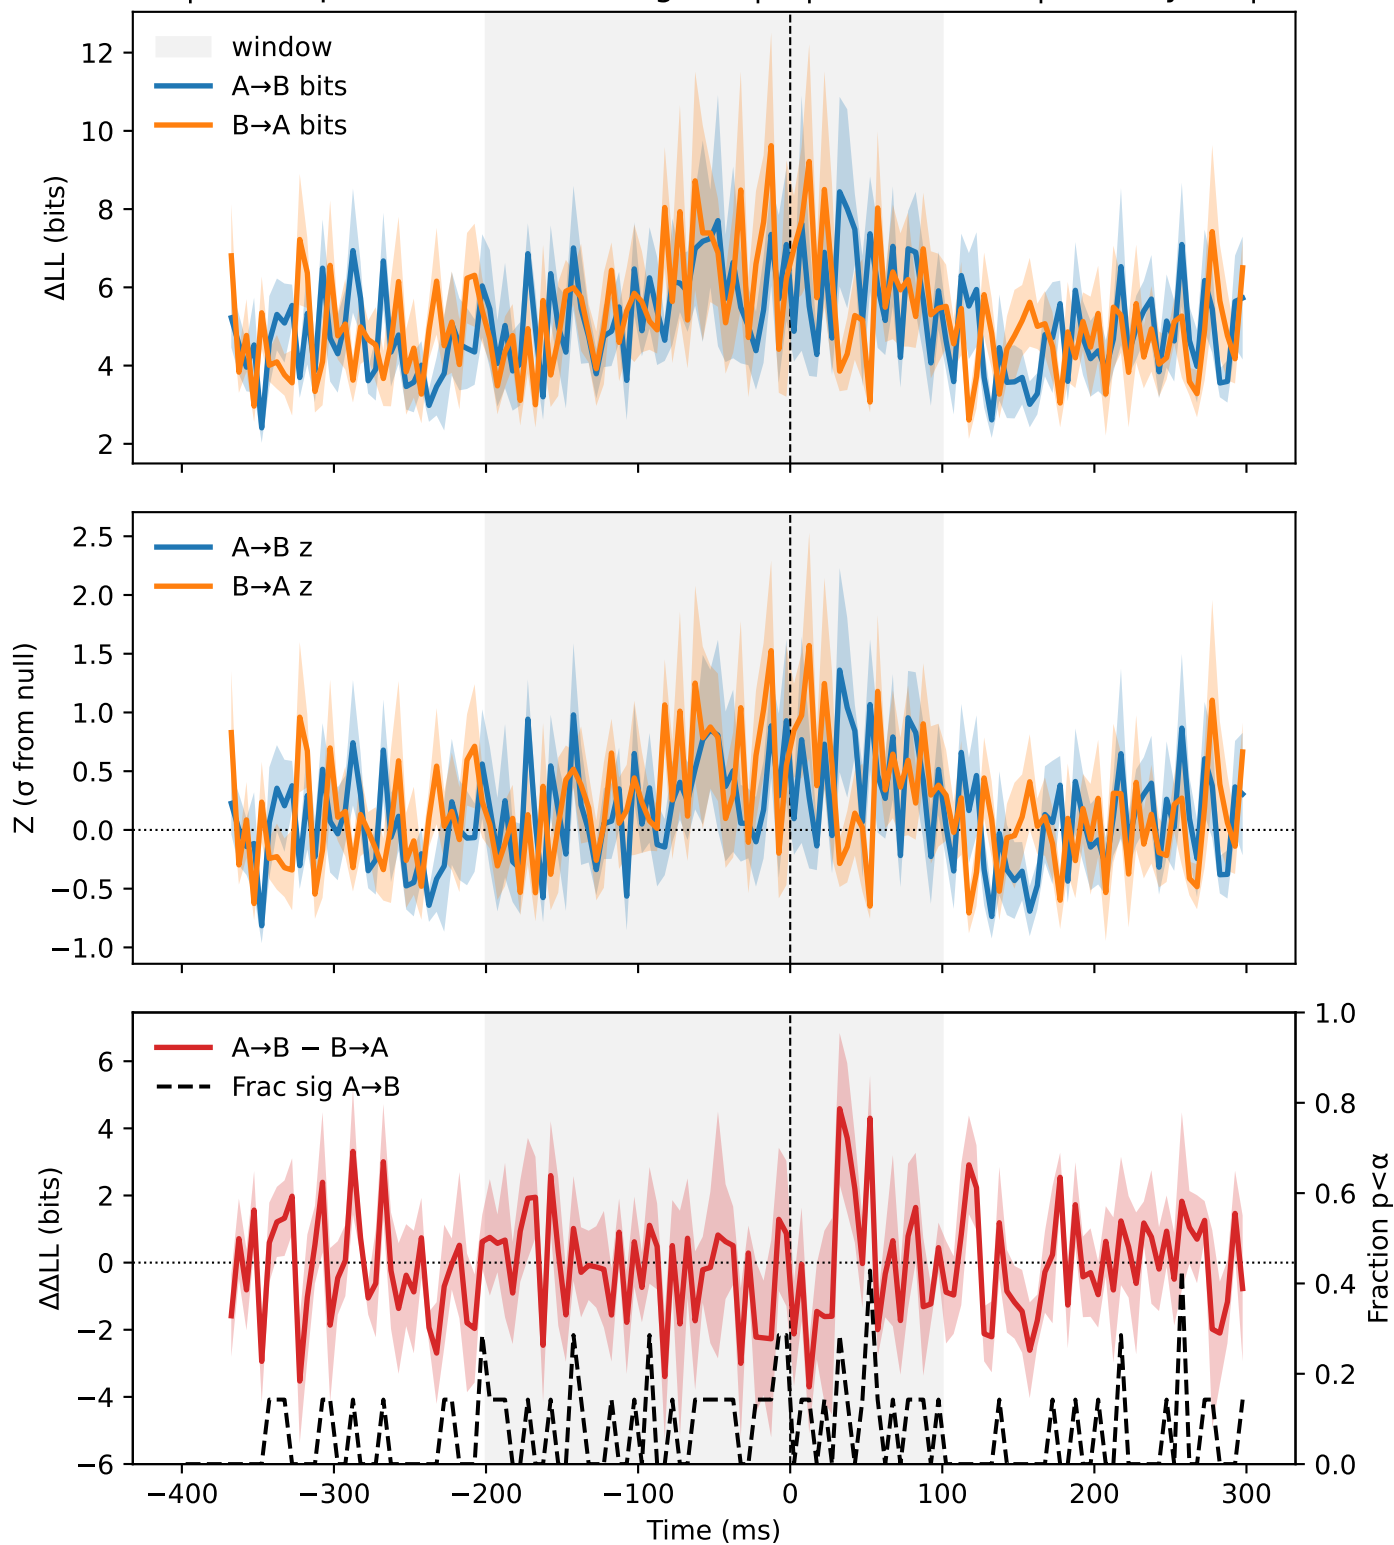 window
A→B bits
B→A bits
12
10
8
6
4
2
ΔLL (bits)
A→B z
B→A z
2.5
2.0
1.5
1.0
0.5
0.0
−0.5
−1.0
Z (σ from null)
A→B − B→A
Frac sig A→B
6
4
2
0
−2
−4
−6
ΔΔLL (bits)
1.0
0.8
0.6
0.4
0.2
0.0
Fraction p<α
−400 −300 −200 −100 0 100 200 300
Time (ms)